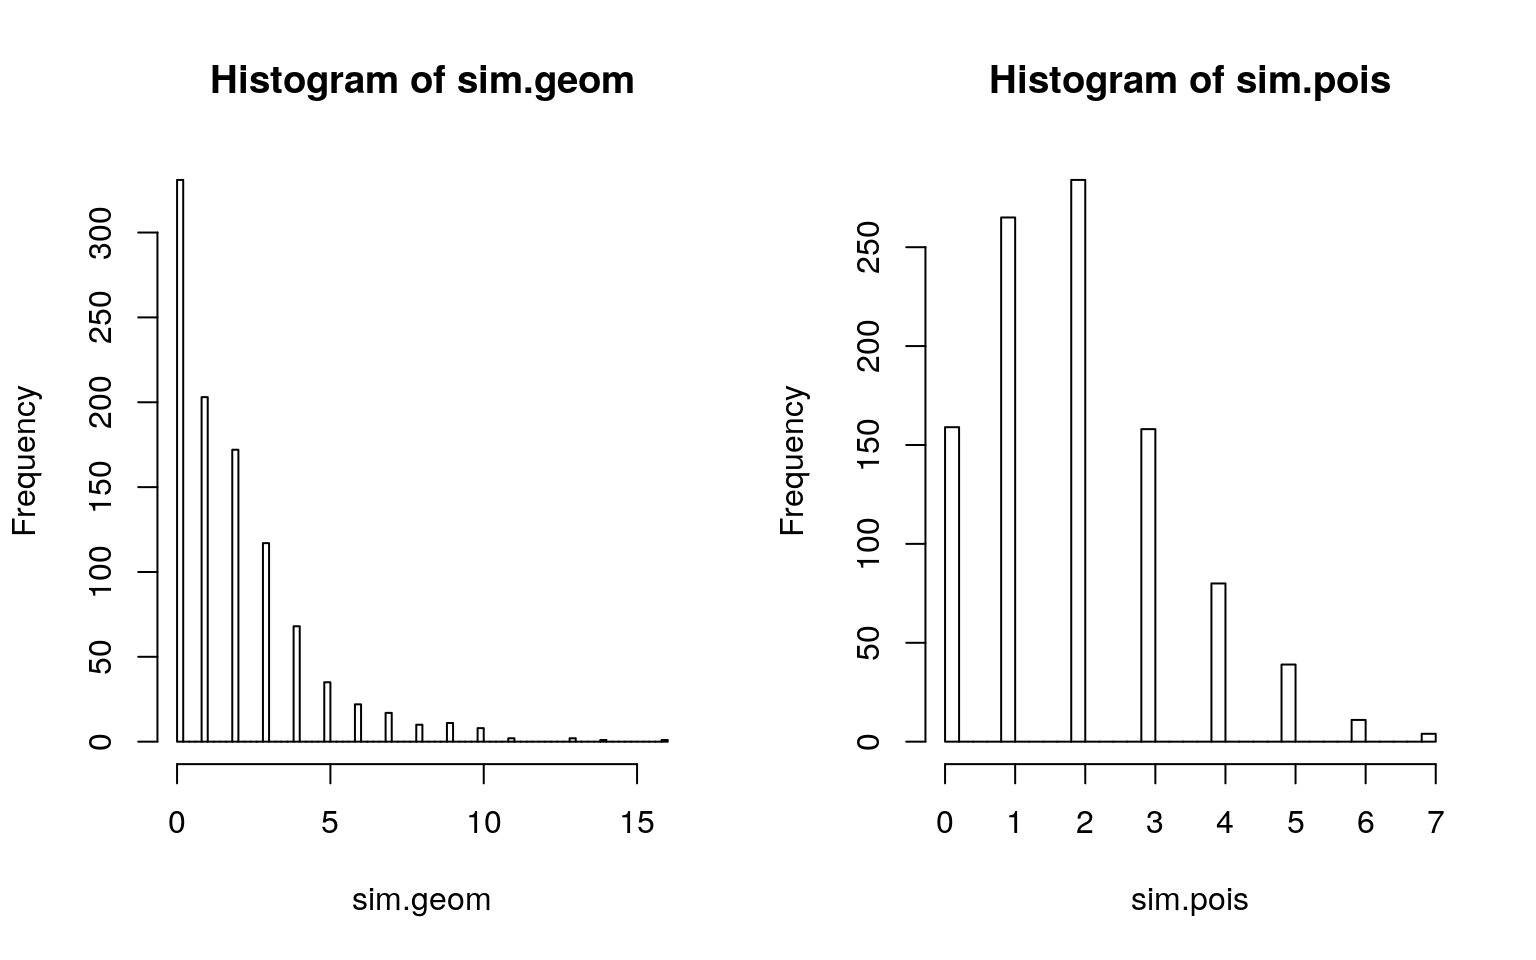 Histogram of sim.geom
Frequency
0 50 100 150 200 250 300
0 5 10 15
sim.geom
Histogram of sim.pois
Frequency
0 50 100 150 200 250
0 1 2 3 4 5 6 7
sim.pois